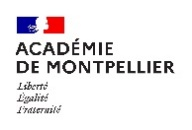 ACADÉMIE
DE MONTPELLIER
Liberté
Égalité
Fraternité